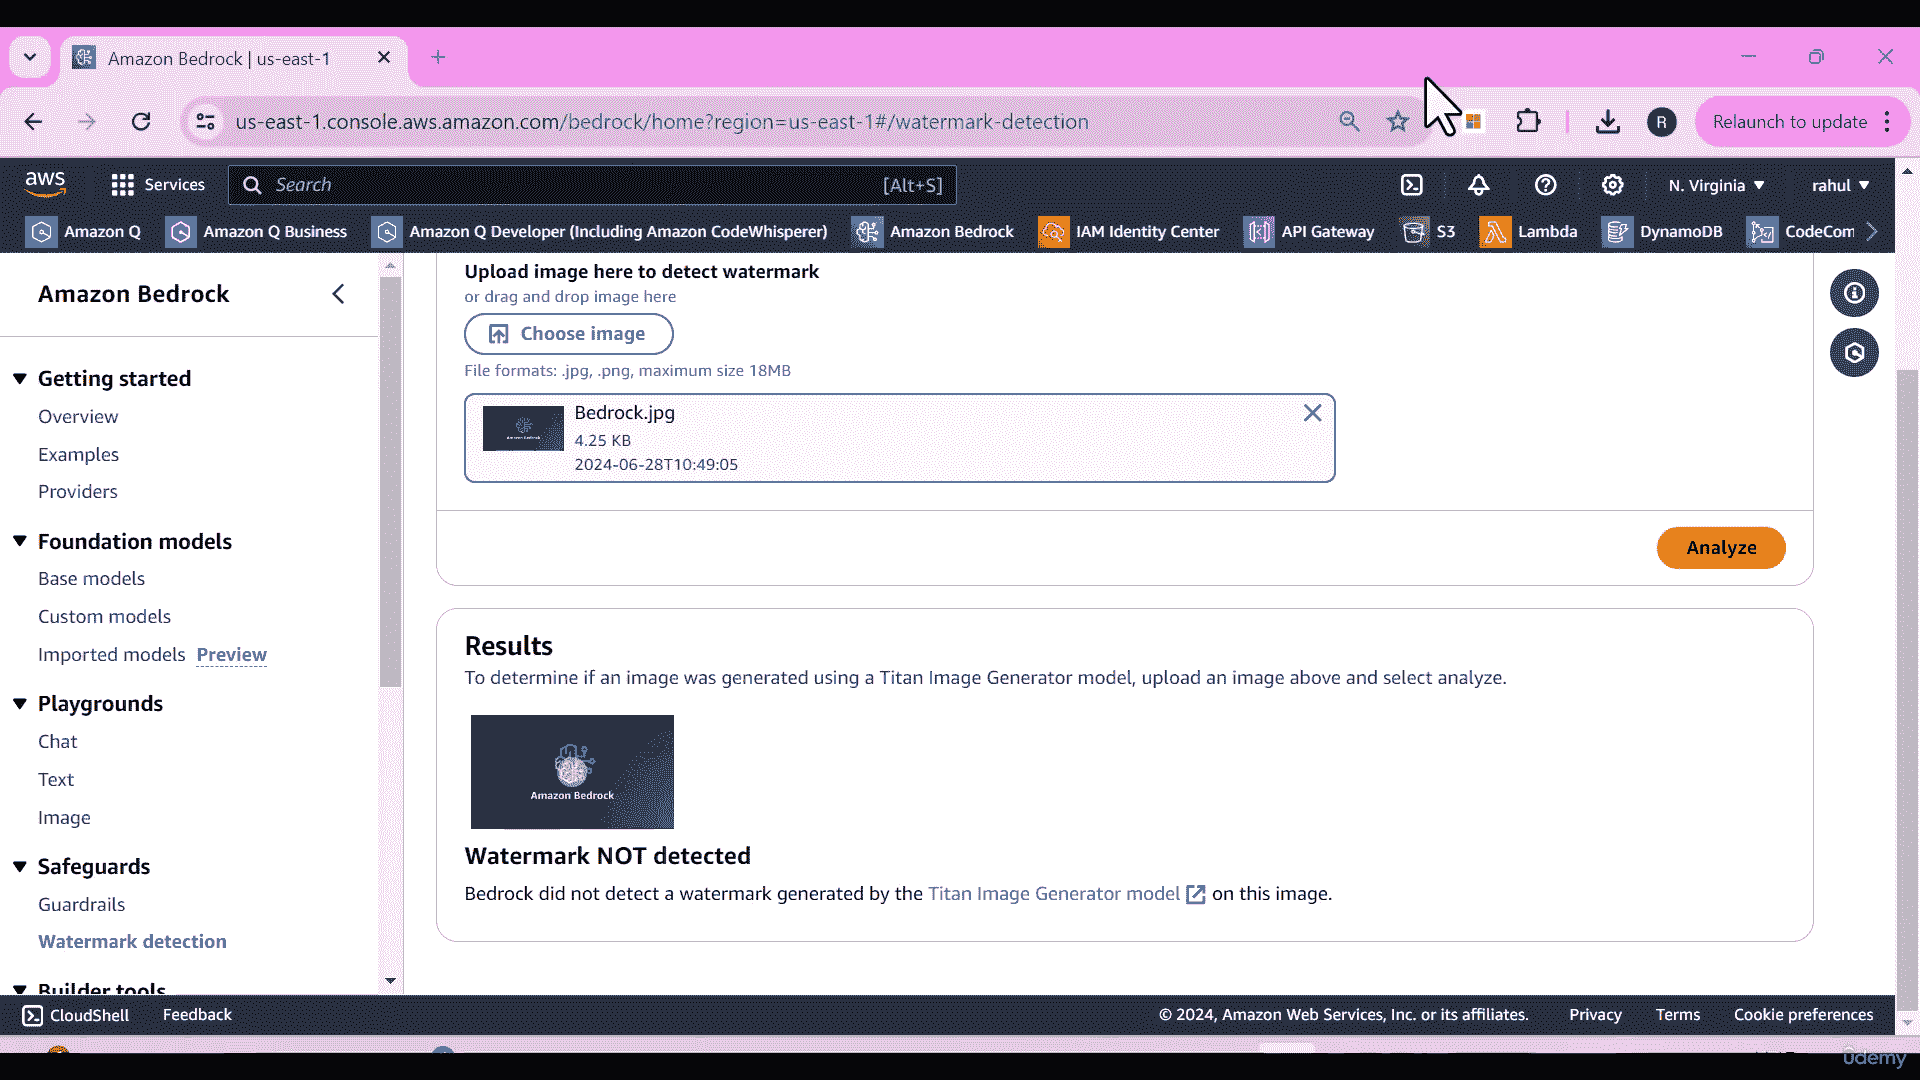 Amazon Bedrock | us-east-1
us-east-1.console.aws.amazon.com/bedrock/home?region=us-east-1#/watermark-detection
R
Relaunch to update
aws
Services
Search
[Alt+S]
N. Virginia
rahul
Amazon Q
Amazon Q Business
Amazon Q Developer (Including Amazon CodeWhisperer)
Amazon Bedrock
IAM Identity Center
API Gateway
S3
Lambda
DynamoDB
CodeCom
Amazon Bedrock
Getting started
Overview
Examples
Providers
Foundation models
Base models
Custom models
Imported models Preview
Playgrounds
Chat
Text
Image
Safeguards
Guardrails
Watermark detection
Builder tools
Upload image here to detect watermark
or drag and drop image here
Choose image
File formats: .jpg, .png, maximum size 18MB
Amazon Bedrock
Bedrock.jpg
4.25 KB
2024-06-28T10:49:05
Analyze
Results
To determine if an image was generated using a Titan Image Generator model, upload an image above and select analyze.
Amazon Bedrock
Watermark NOT detected
Bedrock did not detect a watermark generated by the Titan Image Generator model on this image.
CloudShell
Feedback
© 2024, Amazon Web Services, Inc. or its affiliates.
Privacy
Terms
Cookie preferences
ûdemy